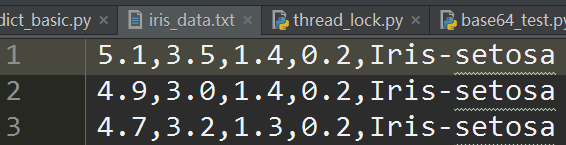 dict_basic.py iris_data.txt thread_lock.py base64_test.py
1 5.1,3.5,1.4,0.2,Iris-setosa
2 4.9,3.0,1.4,0.2,Iris-setosa
3 4.7,3.2,1.3,0.2,Iris-setosa